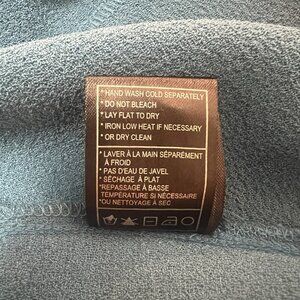 * HAND WASH COLD SEPARATELY
* DO NOT BLEACH
* LAY FLAT TO DRY
* IRON LOW HEAT IF NECESSARY
* OR DRY CLEAN
* LAVER À LA MAIN SÉPARÉMENT
À FROID
* PAS D'EAU DE JAVEL
* SÉCHAGE À PLAT
*REPASSAGE À BASSE
TEMPÉRATURE SI NÉCESSAIRE
*OU NETTOYAGE À SEC